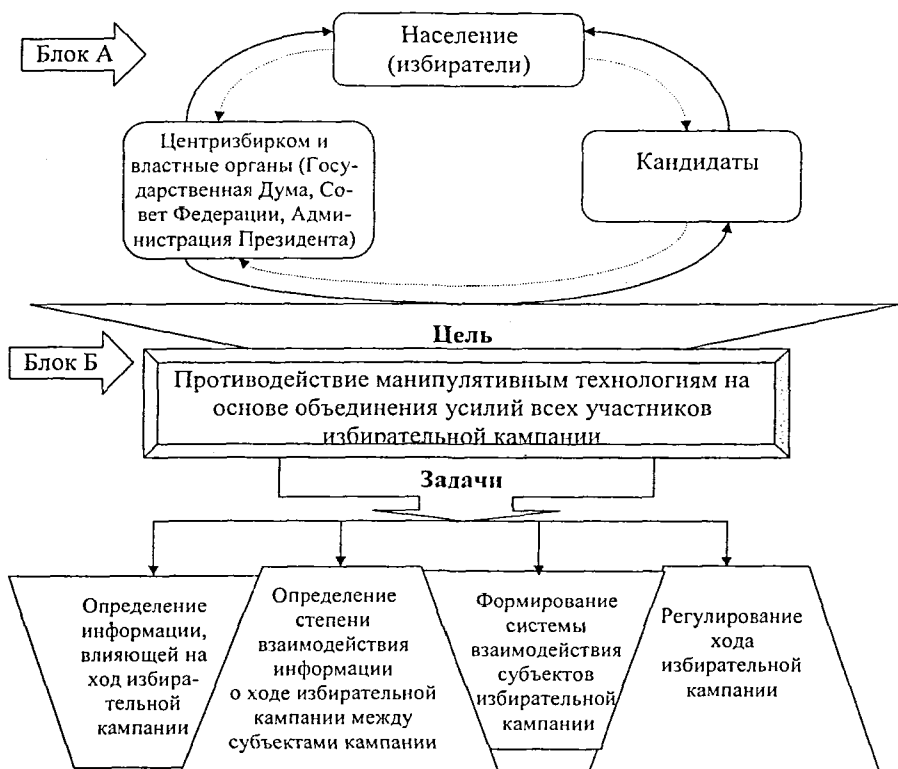 Блок А
Население
(избиратели)
Центризбирком и
властные органы (Госу-
дарственная Дума, Со-
вет Федерации, Адми-
нистрация Президента)
Кандидаты
Цель
Блок Б
Противодействие манипулятивным технологиям на
основе объединения усилий всех участников
избирательной кампании
Задачи
Определение
информации,
влияющей на
ход избира-
тельной
кампании
Определение
степени
взаимодействия
информации
о ходе избирательной
кампании между
субъектами кампании
Формирование
системы
взаимодействия
субъектов
избирательной
кампании
Регулирование
хода
избирательной
кампании